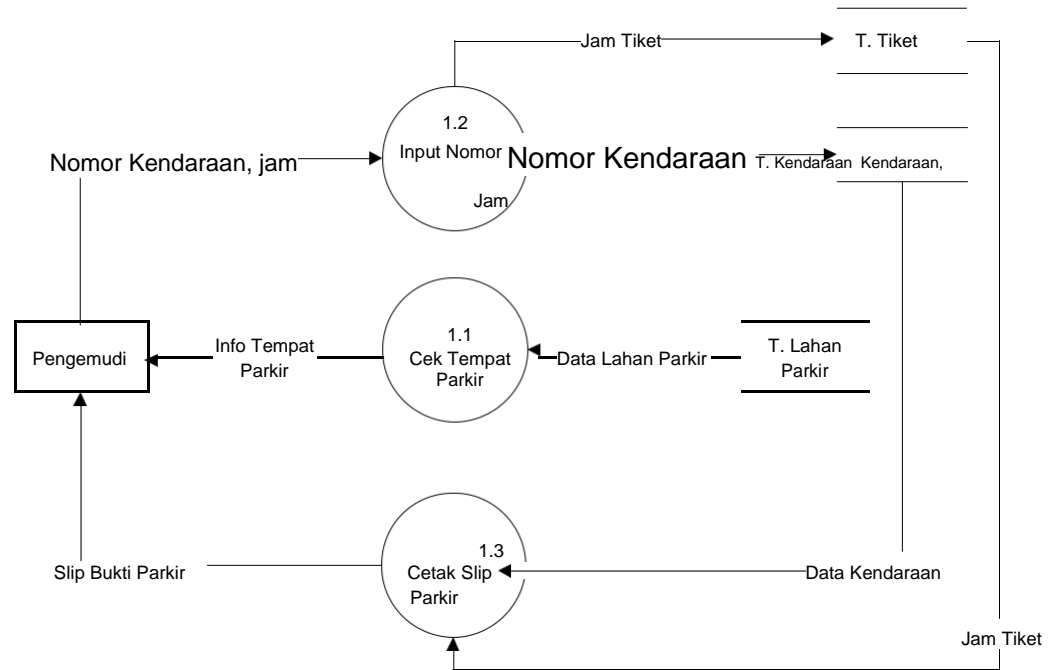 Jam Tiket
T. Tiket
1.2
Input Nomor
Nomor Kendaraan
T. Kendaraan Kendaraan,
Nomor Kendaraan, jam
Jam
1.1
Cek Tempat
Parkir
Pengemudi
Info Tempat
Parkir
Data Lahan Parkir
T. Lahan
Parkir
1.3
Cetak Slip
Parkir
Slip Bukti Parkir
Data Kendaraan
Jam Tiket